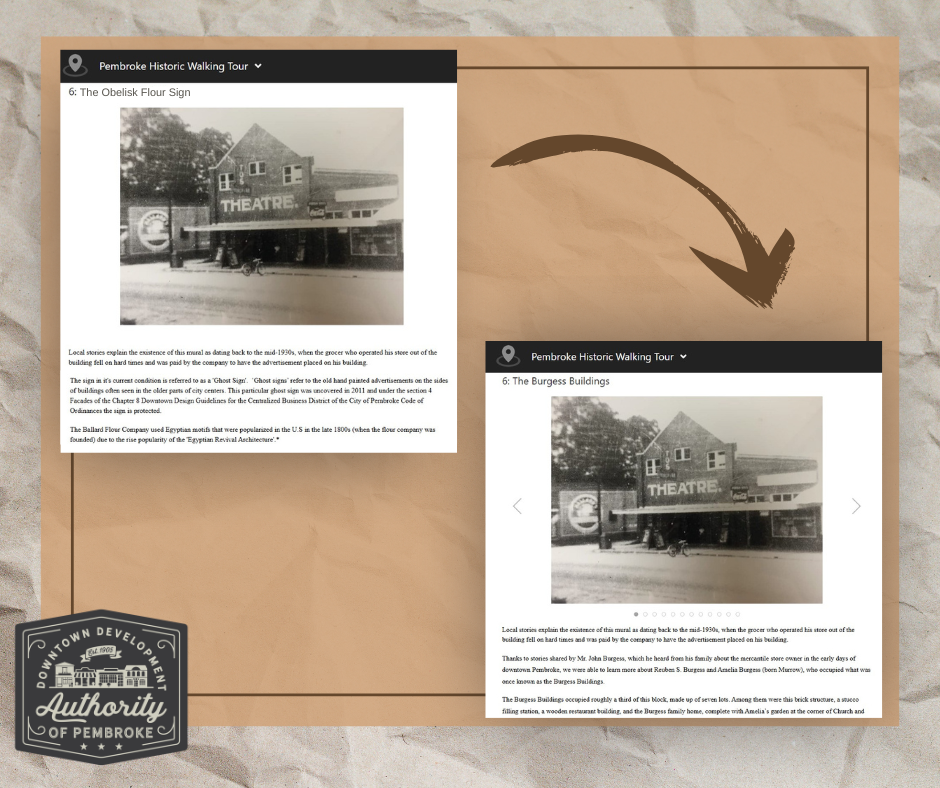 Pembroke Historic Walking Tour
6: The Obelisk Flour Sign
TOS
THEATRE.
BALLARD
Coca-Cola
Local stories explain the existence of this mural as dating back to the mid-1930s, when the grocer who operated his store out of the
building fell on hard times and was paid by the company to have the advertisement placed on his building.
The sign in it's current condition is referred to as a 'Ghost Sign'. 'Ghost signs' refer to the old hand painted advertisements on the sides
of buildings often seen in the older parts of city centers. This particular ghost sign was uncovered in 2011 and under the section 4
Facades of the Chapter 8 Downtown Design Guidelines for the Centralized Business District of the City of Pembroke Code of
Ordinances the sign is protected.
The Ballard Flour Company used Egyptian motifs that were popularized in the U.S in the late 1800s (when the flour company was
founded) due to the rise popularity of the 'Egyptian Revival Architecture'.*
Pembroke Historic Walking Tour
6: The Burgess Buildings
TOS
THEATRE.
BALLARD
Coca-Cola
Local stories explain the existence of this mural as dating back to the mid-1930s, when the grocer who operated his store out of the
building fell on hard times and was paid by the company to have the advertisement placed on his building.
Thanks to stories shared by Mr. John Burgess, which he heard from his family about the mercantile store owner in the early days of
downtown Pembroke, we were able to learn more about Reuben S. Burgess and Amelia Burgess (born Murrow), who occupied what was
once known as the Burgess Buildings.
The Burgess Buildings occupied roughly a third of this block, made up of seven lots. Among them were this brick structure, a stucco
filling station, a wooden restaurant building, and the Burgess family home, complete with Amelia's garden at the corner of Church and
DOWNTOWN DEVELOPMENT
Est. 1905
Authority
OF PEMBROKE